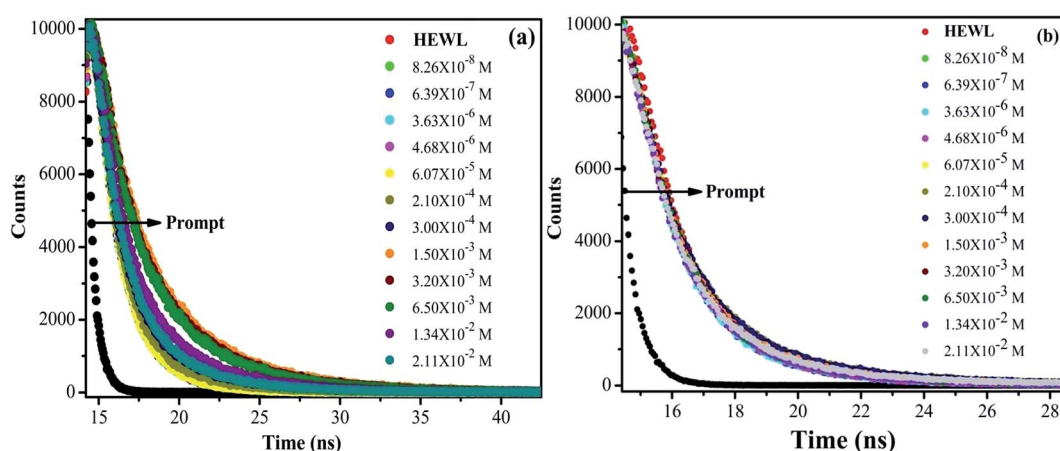 (a)
10000
8000
6000
4000
2000
0
Counts
15
20
25
30
35
40
Time (ns)
Prompt
HEWL
8.26X10⁻⁸ M
6.39X10⁻⁷ M
3.63X10⁻⁶ M
4.68X10⁻⁶ M
6.07X10⁻⁵ M
2.10X10⁻⁴ M
3.00X10⁻⁴ M
1.50X10⁻³ M
3.20X10⁻³ M
6.50X10⁻³ M
1.34X10⁻² M
2.11X10⁻² M
(b)
10000
8000
6000
4000
2000
0
Counts
16
18
20
22
24
26
28
Time (ns)
Prompt
HEWL
8.26X10⁻⁸ M
6.39X10⁻⁷ M
3.63X10⁻⁶ M
4.68X10⁻⁶ M
6.07X10⁻⁵ M
2.10X10⁻⁴ M
3.00X10⁻⁴ M
1.50X10⁻³ M
3.20X10⁻³ M
6.50X10⁻³ M
1.34X10⁻² M
2.11X10⁻² M